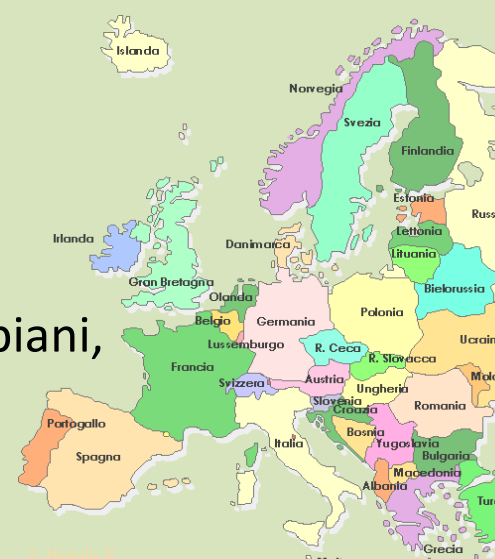 Islanda
Norvegia
Svezia
Finlandia
Estonia
Russ
Lettonia
Irlanda
Danimarca
Lituania
Gran Bretagna
Bielorussia
Olanda
Belgio
Germania
Polonia
piani,
Lussemburgo
R. Ceca
Ucrain
R. Slovacca
Francia
Svizzera
Austria
Mold
Ungheria
Slovenia
Romania
Croazia
Portogallo
Bosnia
Italia
Yugoslavia
Spagna
Bulgaria
Macedonia
Albania
Tur
Grecia